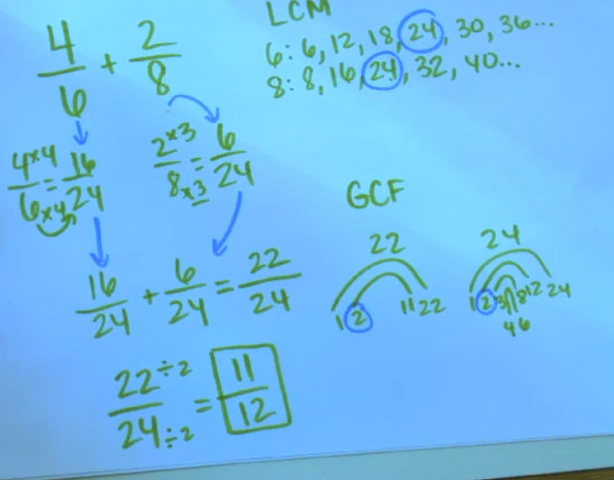 LCM
6: 6, 12, 18, 24, 30, 36...
8: 8, 16, 24, 32, 40...
4/6 + 2/8
4×4/6×4 = 16/24
2×3/8×3 = 6/24
16/24 + 6/24 = 22/24
22÷2/24÷2 = 11/12
GCF
22
1 2 11 22
24
1 2 3 8 12 24
4 6